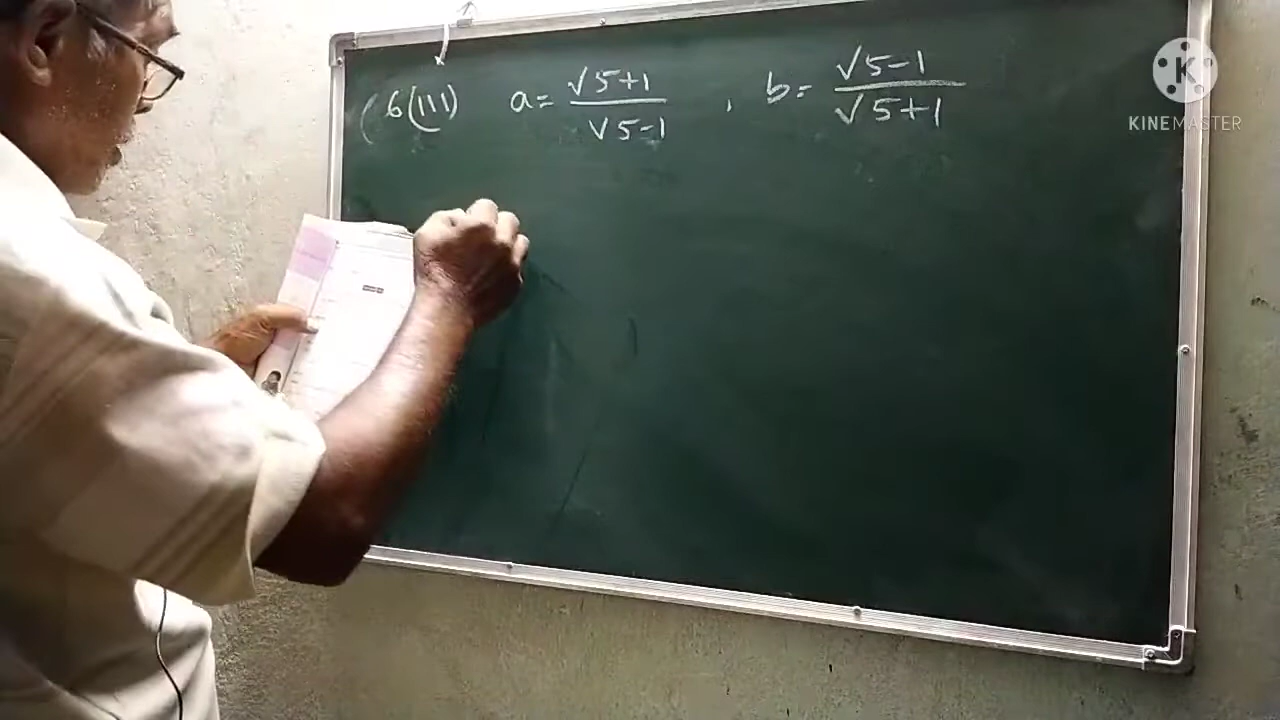 6(iii) a = √5+1 / √5-1 , b = √5-1 / √5+1
K
KINEMASTER